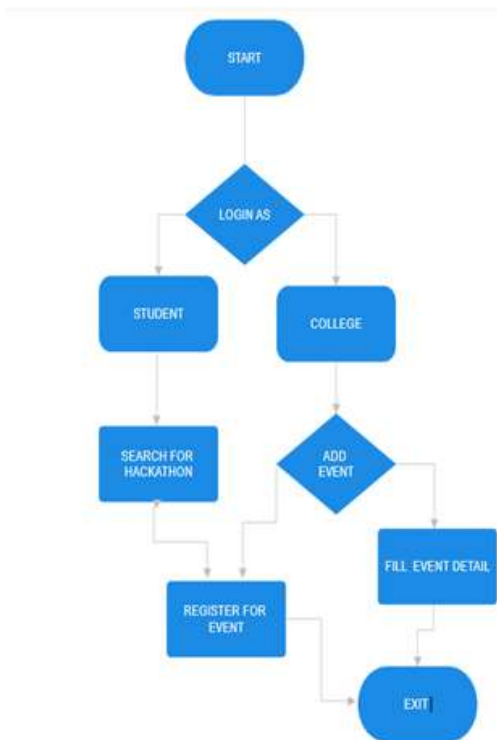 START
LOGIN AS
STUDENT
COLLEGE
SEARCH FOR
HACKATHON
ADD
EVENT
FILL EVENT DETAIL
REGISTER FOR
EVENT
EXIT